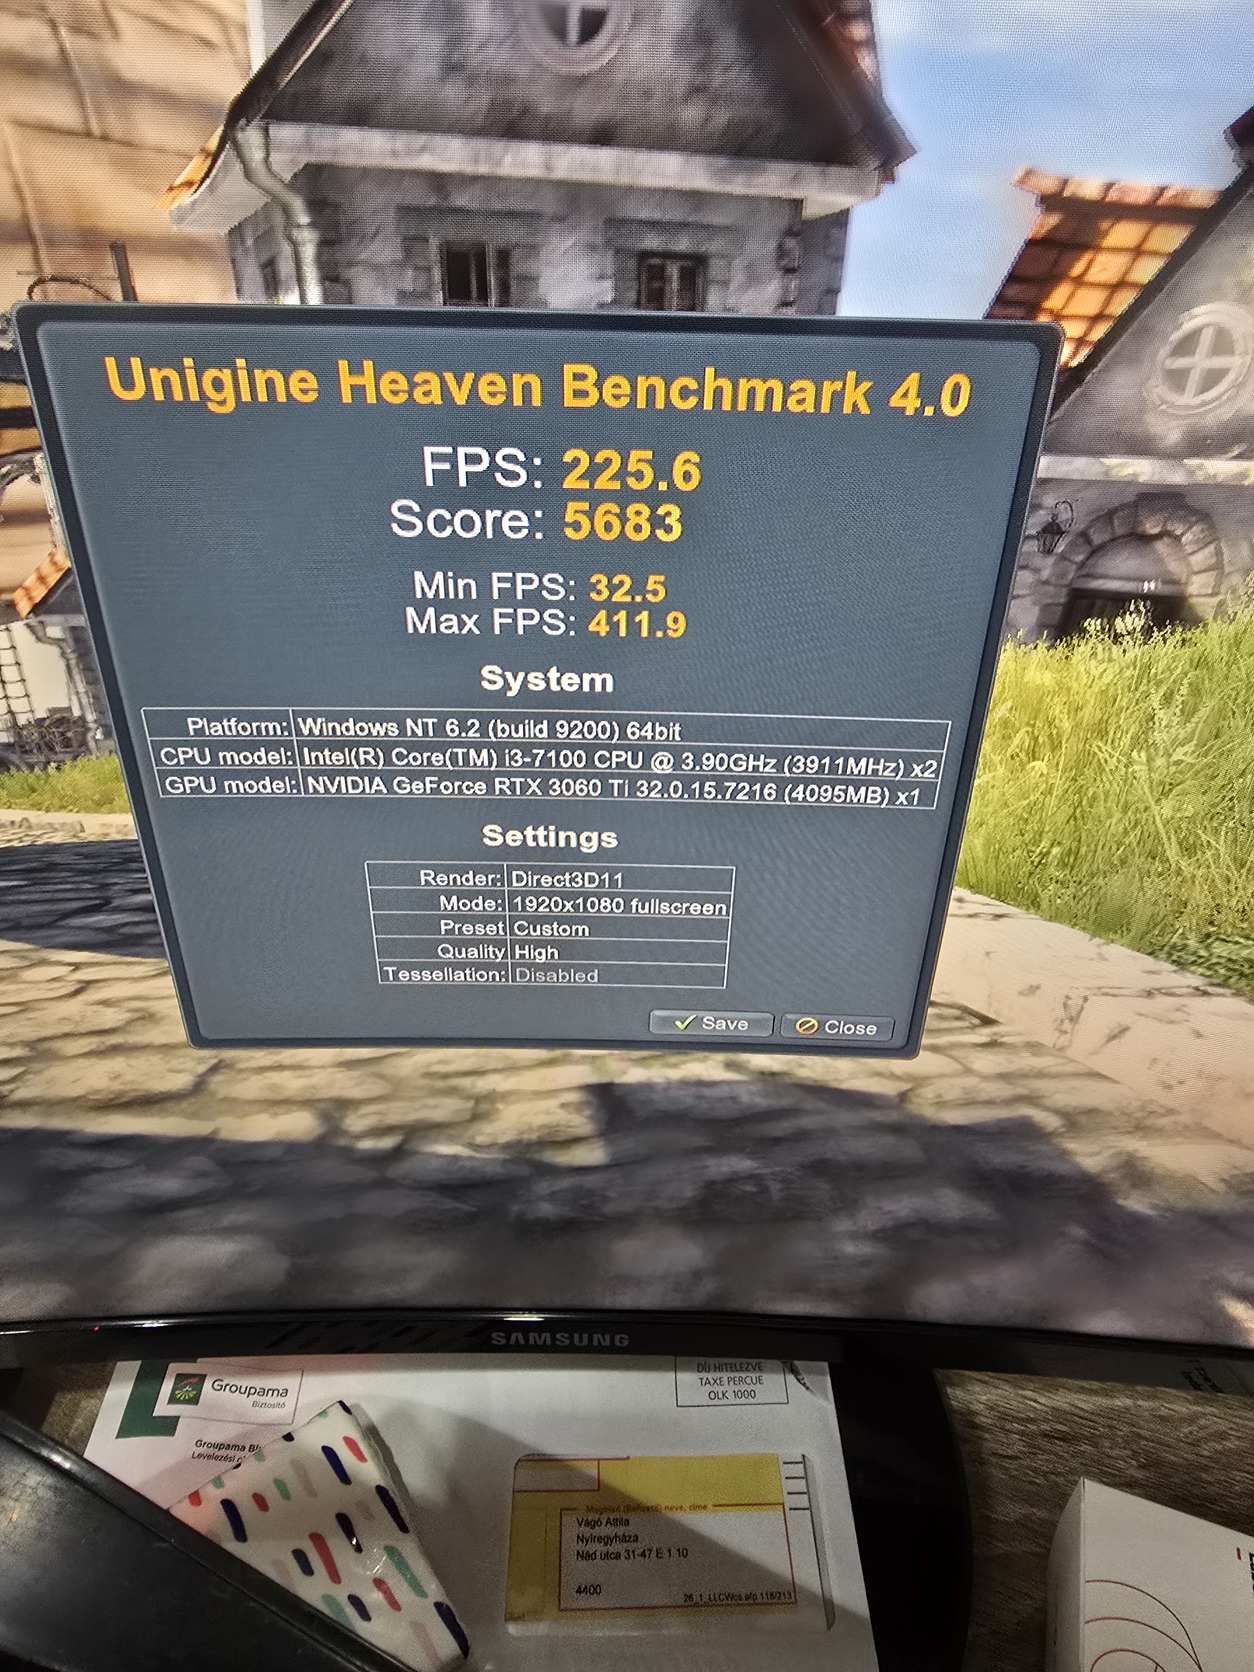 Unigine Heaven Benchmark 4.0
FPS: 225.6
Score: 5683
Min FPS: 32.5
Max FPS: 411.9
System
Platform: Windows NT 6.2 (build 9200) 64bit
CPU model: Intel(R) Core(TM) i3-7100 CPU @ 3.90GHz (3911MHz) x2
GPU model: NVIDIA GeForce RTX 3060 Ti 32.0.15.7216 (4095MB) x1
Settings
Render: Direct3D11
Mode: 1920x1080 fullscreen
Preset Custom
Quality High
Tessellation: Disabled
Save Close
SAMSUNG
Groupama
Biztosító
DÍJ HITELEZVE
TAXE PERCUE
OLK 1000
Groupama
Levelezési
neve, címe
Vágó Attila
Nyíregyháza
Nád utca 31-47 E 1 10
4400